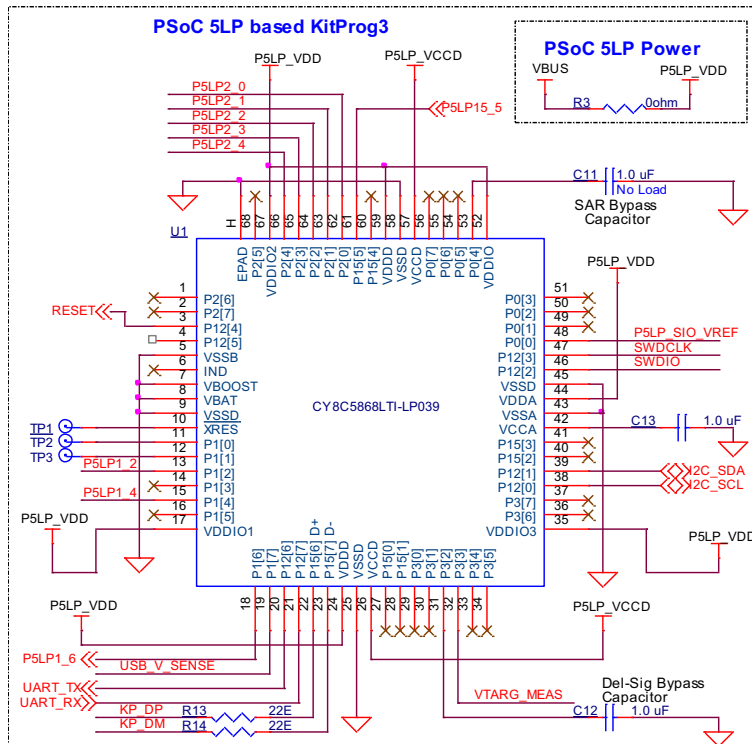 PSoC 5LP based KitProg3
PSoC 5LP Power
VBUS
P5LP_VDD
R3
0ohm
P5LP_VDD
P5LP_VCCD
P5LP2_0
P5LP2_1
P5LP2_2
P5LP2_3
P5LP2_4
P5LP15_5
C11
1.0 uF
No Load
SAR Bypass
Capacitor
U1
H
68
67
66
65
64
63
62
61
60
59
58
57
56
55
54
53
52
EPAD
P2[5]
VDDIO2
P2[4]
P2[3]
P2[2]
P2[1]
P2[0]
P15[5]
P15[4]
VDDD
VSSD
VCCD
P0[7]
P0[6]
P0[5]
P0[4]
VDDIO
RESET
TP1
TP2
TP3
P5LP1_2
P5LP1_4
P5LP_VDD
1
2
3
4
5
6
7
8
9
10
11
12
13
14
15
16
17
P2[6]
P2[7]
P12[4]
P12[5]
VSSB
IND
VBOOST
VBAT
VSSD
XRES
P1[0]
P1[1]
P1[2]
P1[3]
P1[4]
P1[5]
VDDIO1
CY8C5868LTI-LP039
P0[3]
P0[2]
P0[1]
P0[0]
P12[3]
P12[2]
VSSD
VDDA
VSSA
VCCA
P15[3]
P15[2]
P12[1]
P12[0]
P3[7]
P3[6]
VDDIO3
51
50
49
48
47
46
45
44
43
42
41
40
39
38
37
36
35
P5LP_VDD
P5LP_SIO_VREF
SWDCLK
SWDIO
C13
1.0 uF
I2C_SDA
I2C_SCL
P5LP_VDD
P1[6]
P1[7]
P12[6]
P12[7]
P15[6] D+
P15[7] D-
VDDD
VSSD
VCCD
P15[0]
P15[1]
P3[0]
P3[1]
P3[2]
P3[3]
P3[4]
P3[5]
18
19
20
21
22
23
24
25
26
27
28
29
30
31
32
33
34
P5LP_VDD
P5LP_VCCD
P5LP1_6
USB_V_SENSE
UART_TX
UART_RX
KP_DP
R13
22E
KP_DM
R14
22E
VTARG_MEAS
Del-Sig Bypass
Capacitor
C12
1.0 uF